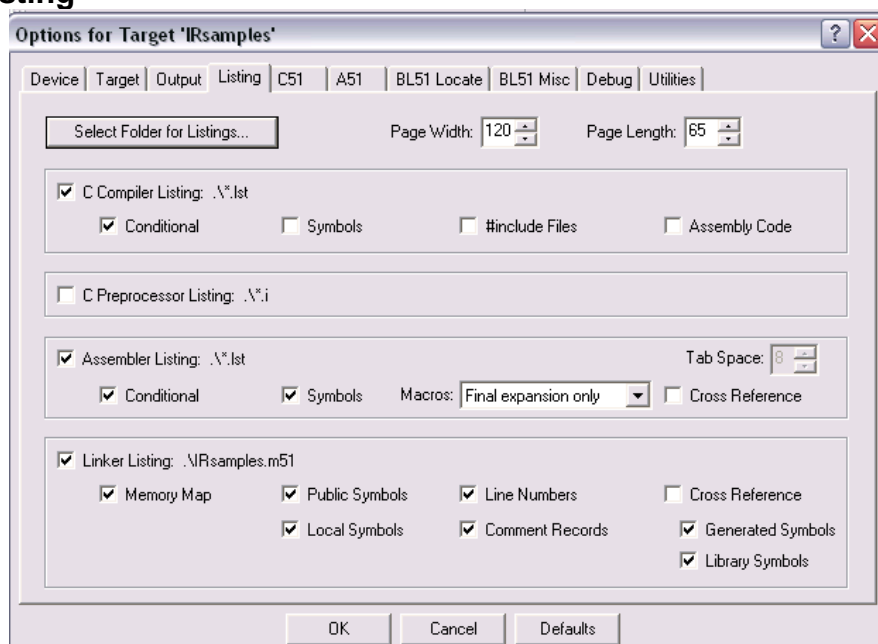 Options for Target 'IRsamples'
Device Target Output Listing C51 A51 BL51 Locate BL51 Misc Debug Utilities
Select Folder for Listings... Page Width: 120 Page Length: 65
C Compiler Listing: .\*.lst
Conditional Symbols #include Files Assembly Code
C Preprocessor Listing: .\*.i
Assembler Listing: .\*.lst Tab Space: 8
Conditional Symbols Macros: Final expansion only Cross Reference
Linker Listing: .\IRsamples.m51
Memory Map Public Symbols Line Numbers Cross Reference
Local Symbols Comment Records Generated Symbols
Library Symbols
OK Cancel Defaults